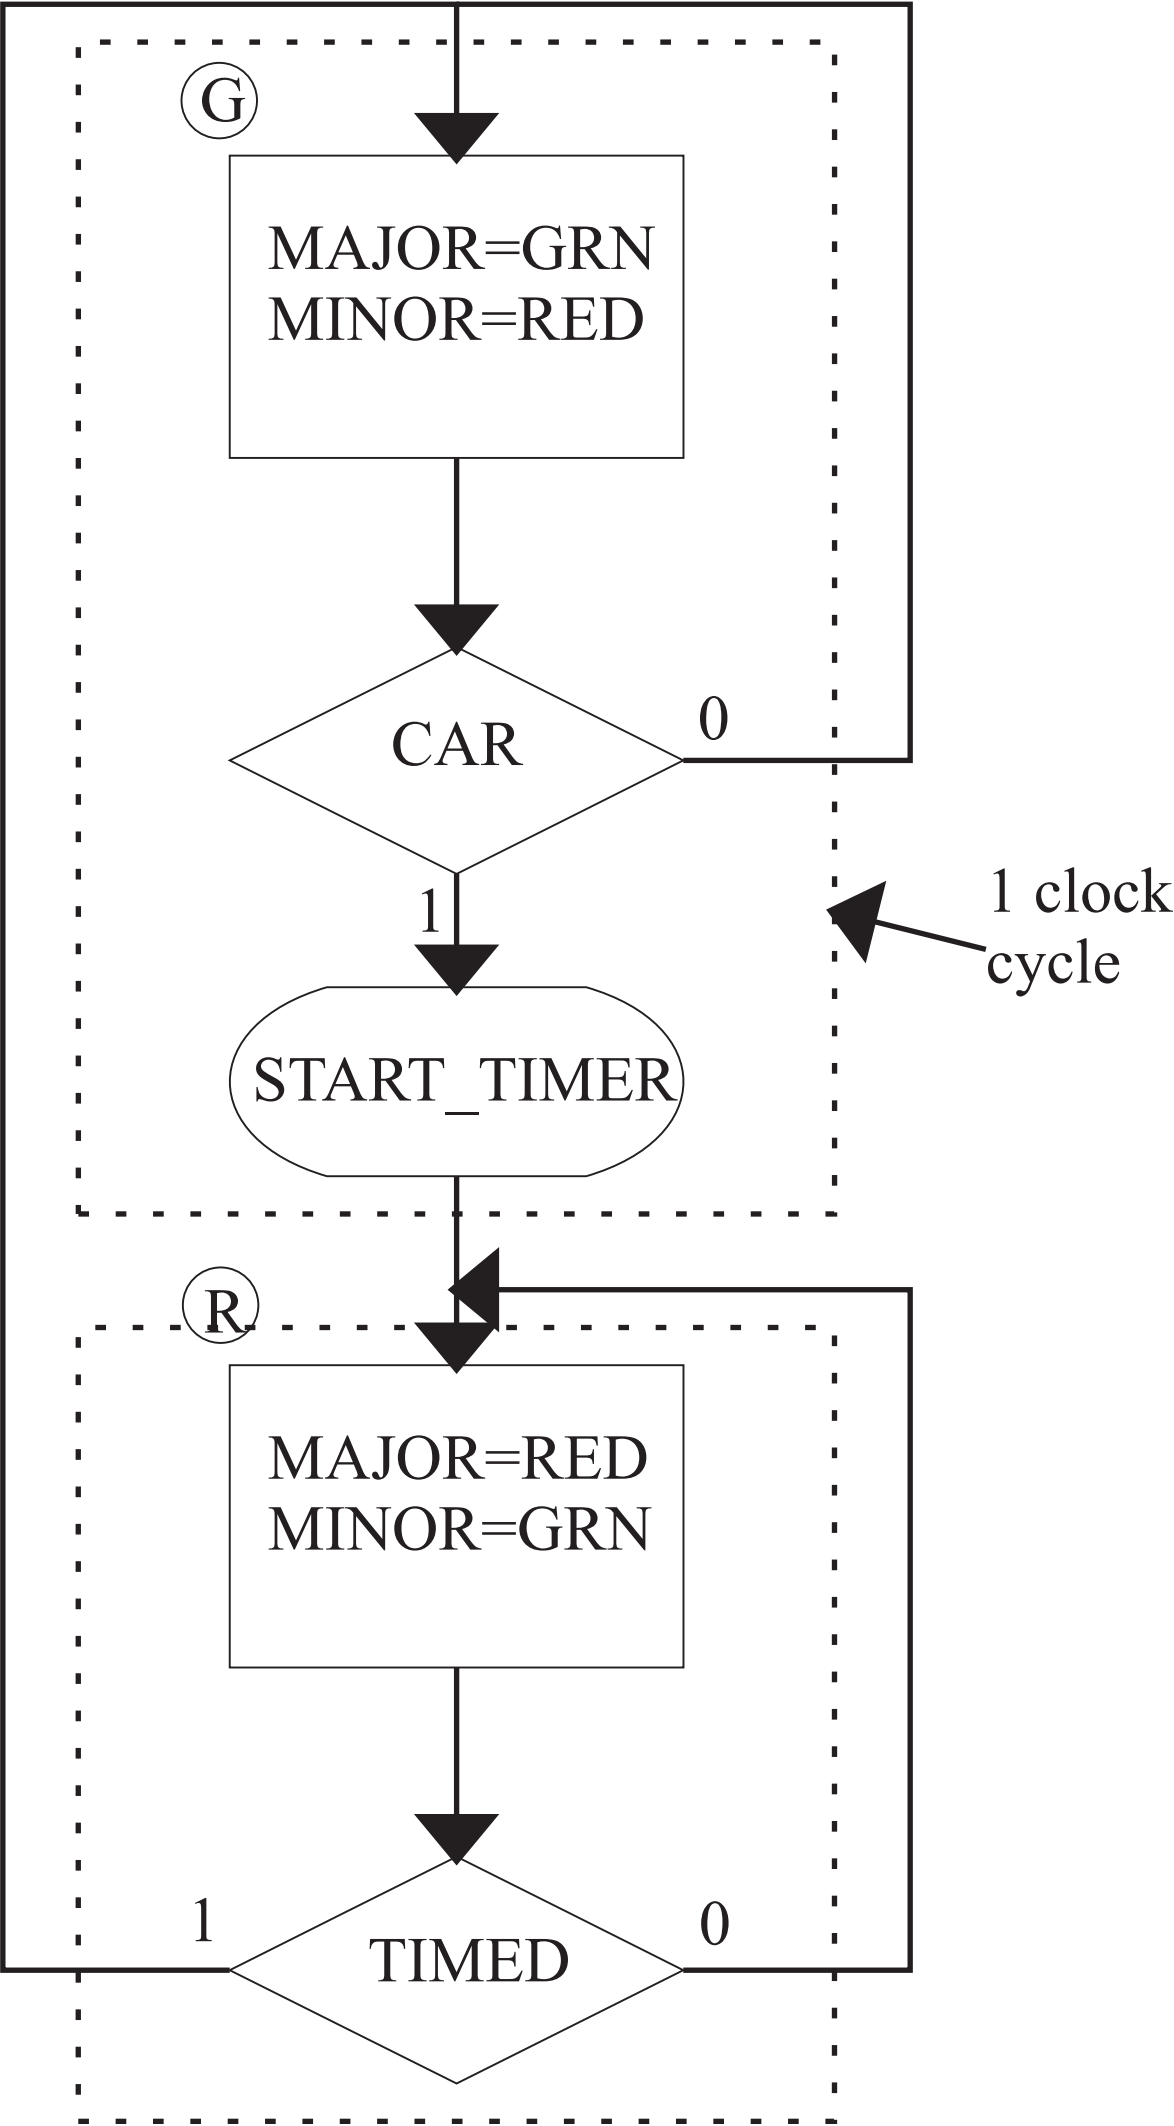 G
MAJOR=GRN
MINOR=RED
CAR
0
1
1 clock
cycle
START_TIMER
R
MAJOR=RED
MINOR=GRN
1
0
TIMED